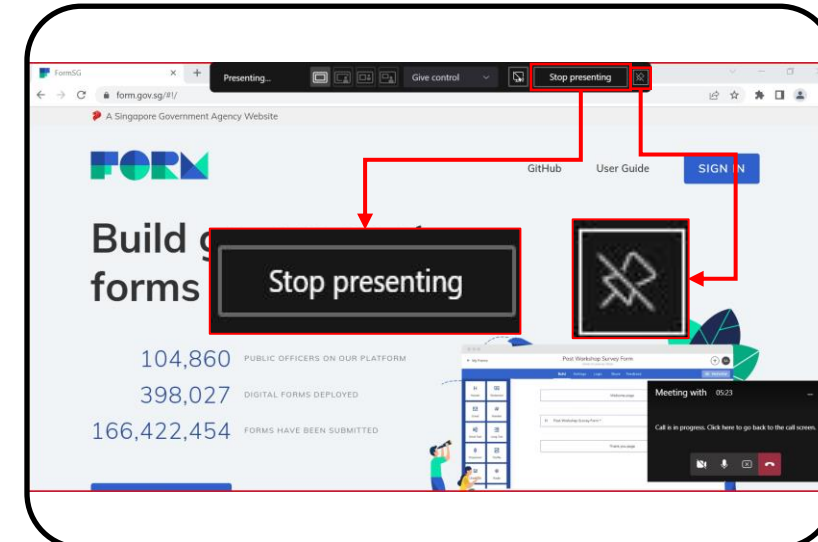 FormSG
Presenting...
Give control
Stop presenting
form.gov.sg/#!/
A Singapore Government Agency Website
FORM
GitHub
User Guide
SIGN IN
Build g
forms
Stop presenting
104,860 PUBLIC OFFICERS ON OUR PLATFORM
398,027 DIGITAL FORMS DEPLOYED
166,422,454 FORMS HAVE BEEN SUBMITTED
Post Workshop Survey Form
Meeting with 05:23
Call is in progress. Click here to go back to the call screen.